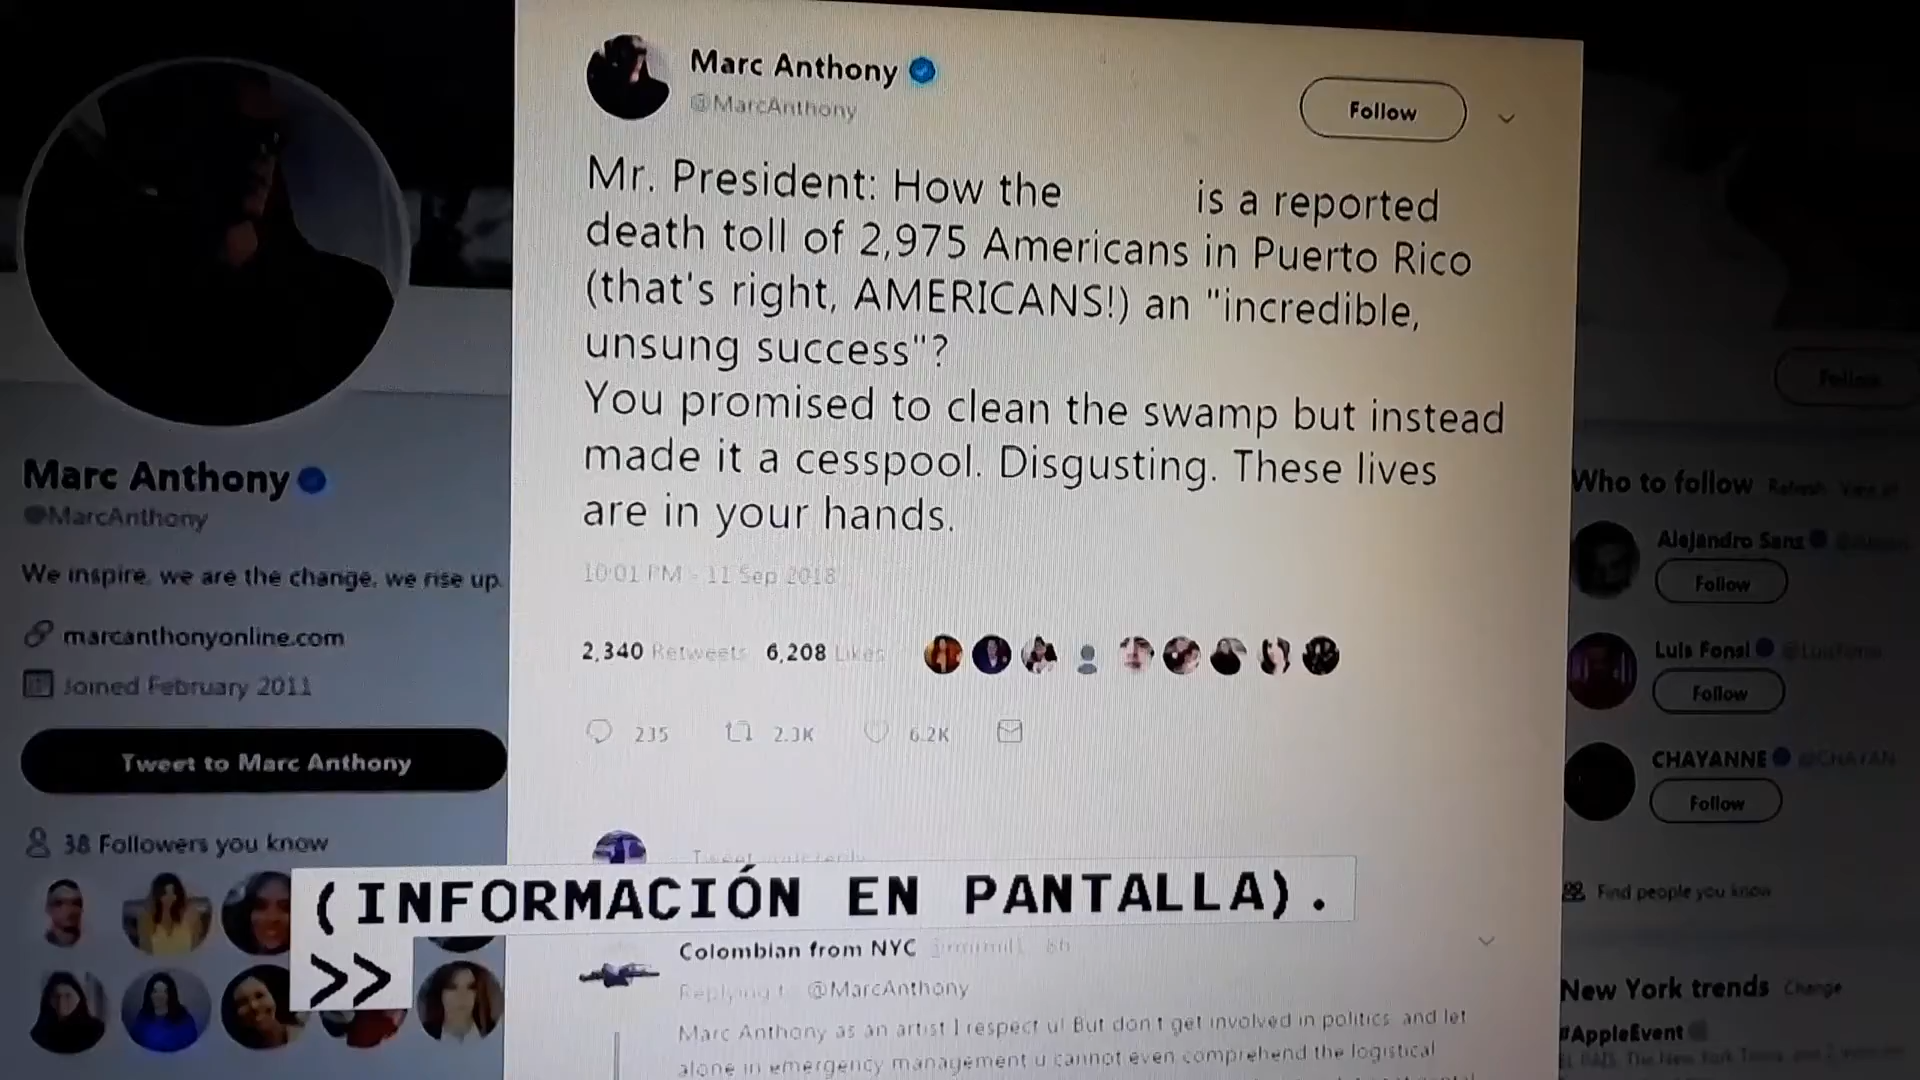 Marc Anthony
@MarcAnthony
Follow
Mr. President: How the is a reported
death toll of 2,975 Americans in Puerto Rico
(that's right, AMERICANS!) an "incredible,
unsung success"?
You promised to clean the swamp but instead
made it a cesspool. Disgusting. These lives
are in your hands.
10:01 PM - 11 Sep 2018
2,340 Retweets 6,208 Likes
235 2.3K 6.2K
Marc Anthony
@MarcAnthony
We inspire, we are the change, we rise up.
marcanthonyonline.com
Joined February 2011
Tweet to Marc Anthony
38 Followers you know
Follow
Who to follow Refresh View all
Alejandro Sanz
Follow
Luis Fonsi
Follow
CHAYANNE
Follow
Find people you know
New York trends Change
#AppleEvent
(INFORMACIÓN EN PANTALLA).
>>
Colombian from NYC
@MarcAnthony
Marc Anthony as an artist I respect u! But don't get involved in politics and let
alone in emergency management u cannot even comprehend the logistical